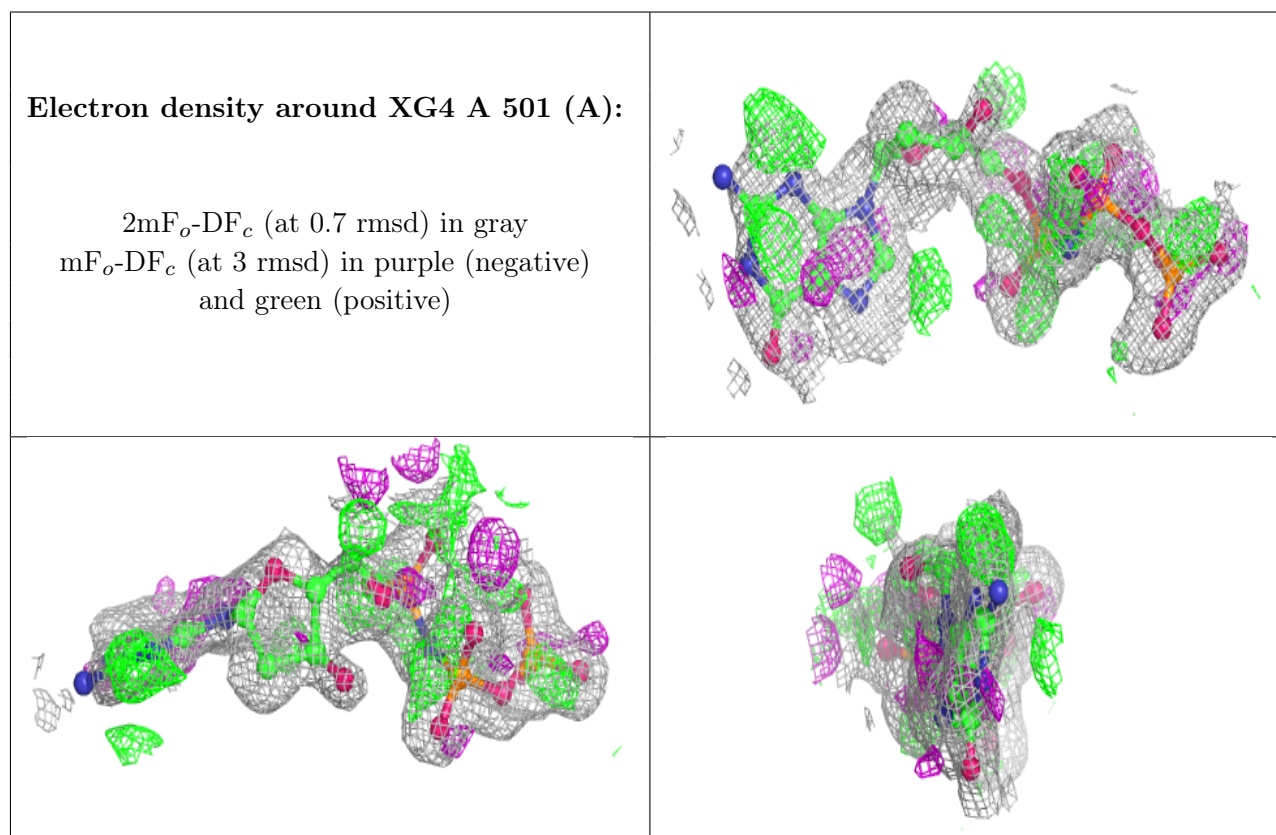 Electron density around XG4 A 501 (A):
2mFₒ-DF𝒸 (at 0.7 rmsd) in gray
mFₒ-DF𝒸 (at 3 rmsd) in purple (negative)
and green (positive)